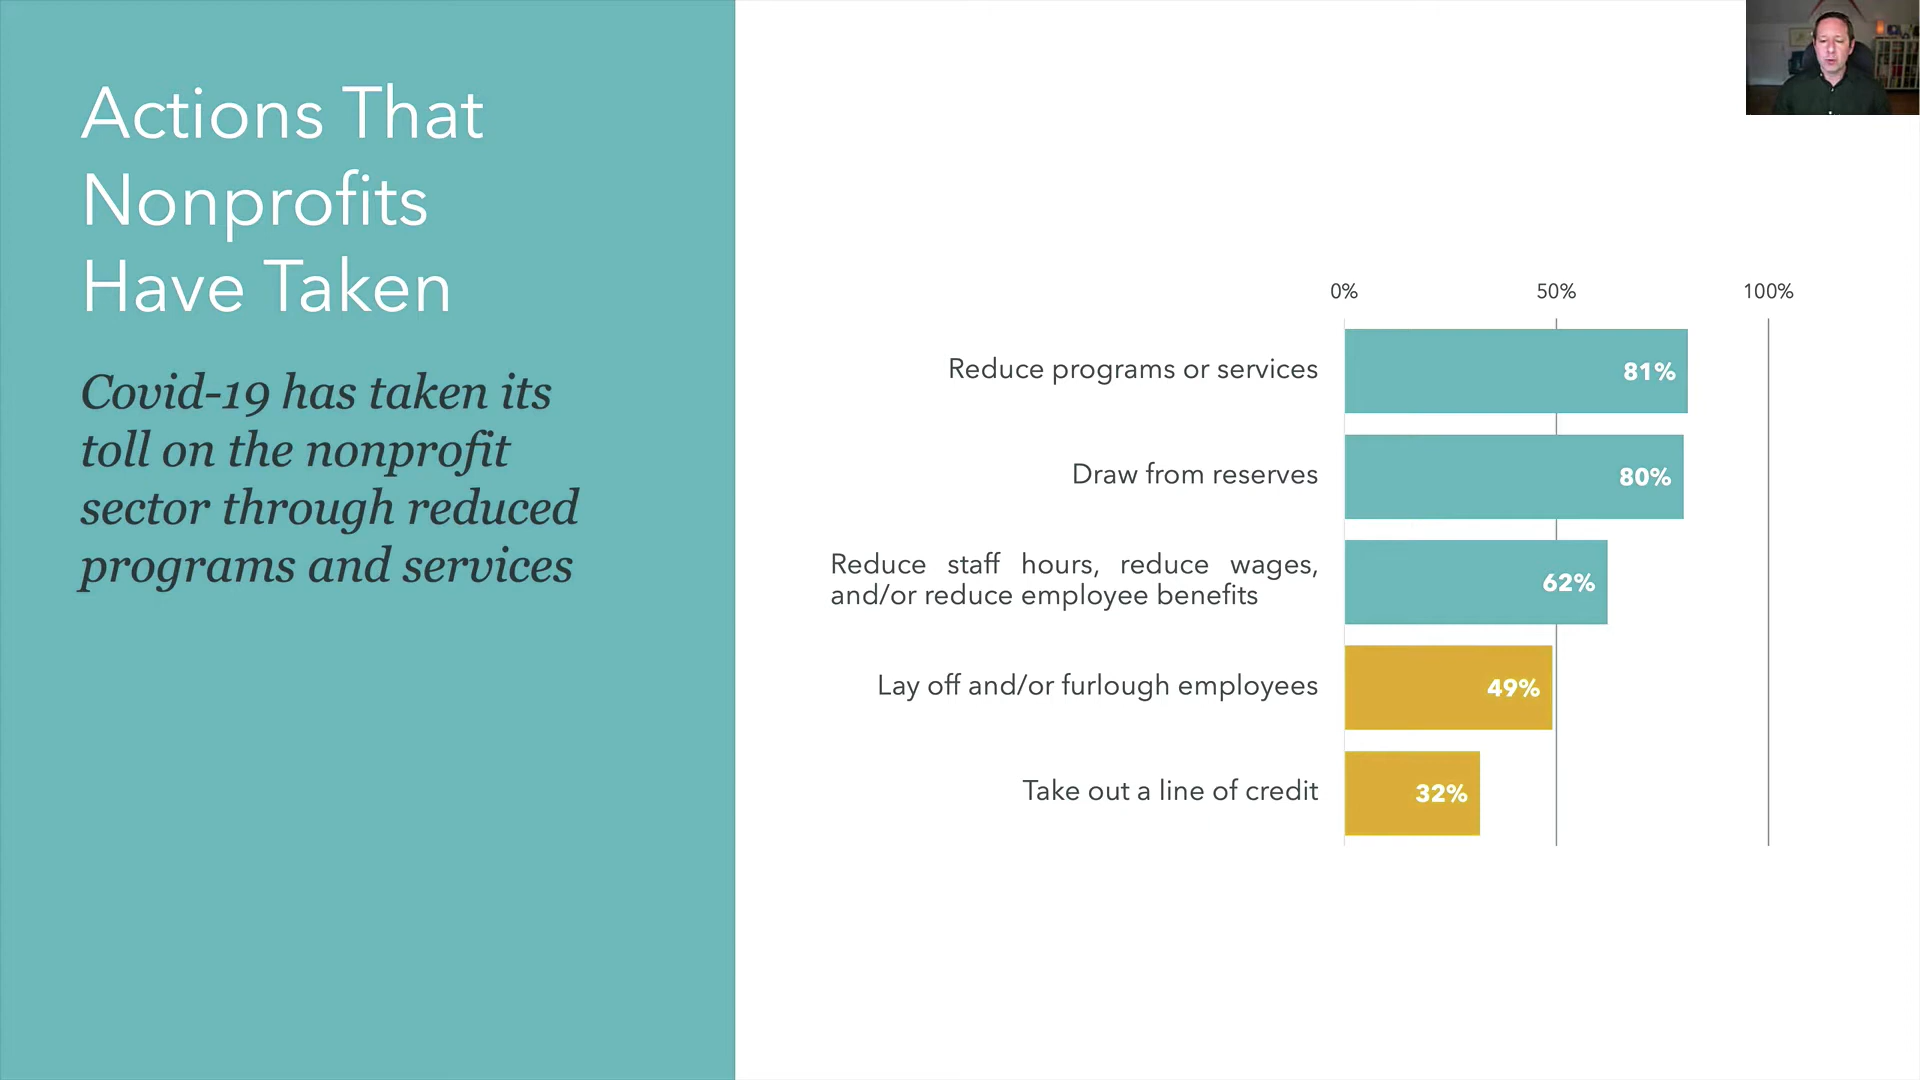 Actions That
Nonprofits
Have Taken
Covid-19 has taken its
toll on the nonprofit
sector through reduced
programs and services
0% 50% 100%
Reduce programs or services 81%
Draw from reserves 80%
Reduce staff hours, reduce wages,
and/or reduce employee benefits 62%
Lay off and/or furlough employees 49%
Take out a line of credit 32%